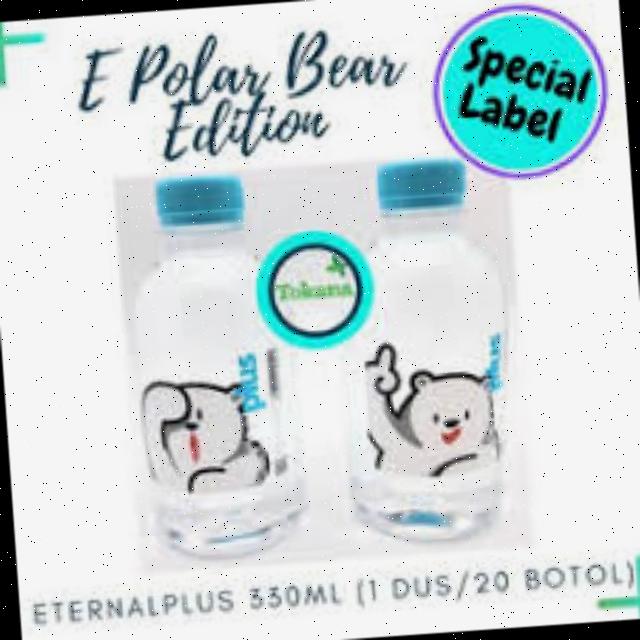 E Polar Bear
Edition
Special
Label
Tokana
plus
plus
ETERNALPLUS 330ML (1 DUS/20 BOTOL)